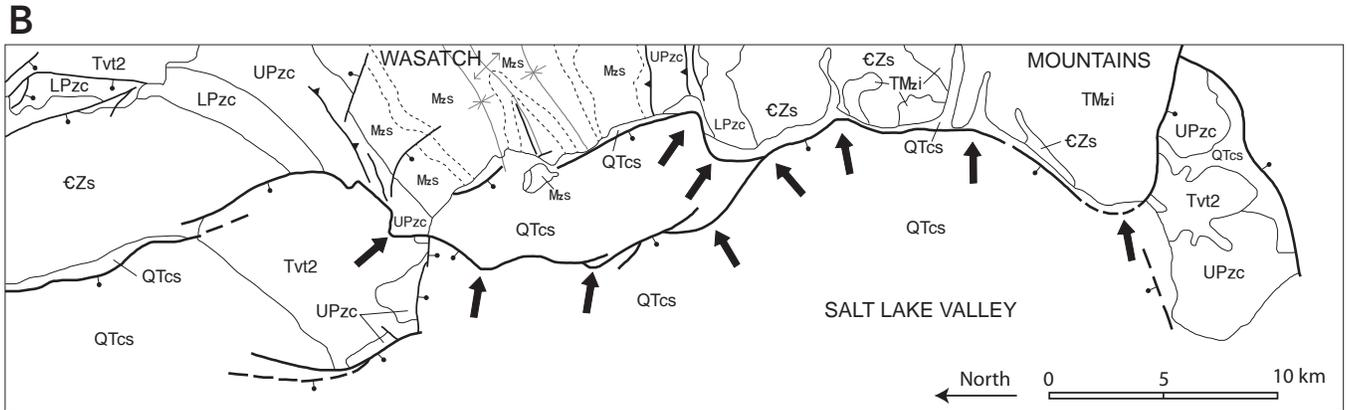 B
WASATCH
MOUNTAINS
Tvt2
LPzc
UPzc
LPzc
Mzs
Mzs
Mzs
Mzs
Mzs
UPzc
ЄZs
TMzi
ЄZs
TMzi
LPzc
ЄZs
QTcs
QTcs
ЄZs
UPzc
QTcs
Mzs
ЄZs
UPzc
QTcs
QTcs
Tvt2
Tvt2
UPzc
QTcs
QTcs
UPzc
QTcs
SALT LAKE VALLEY
North
0 5 10 km